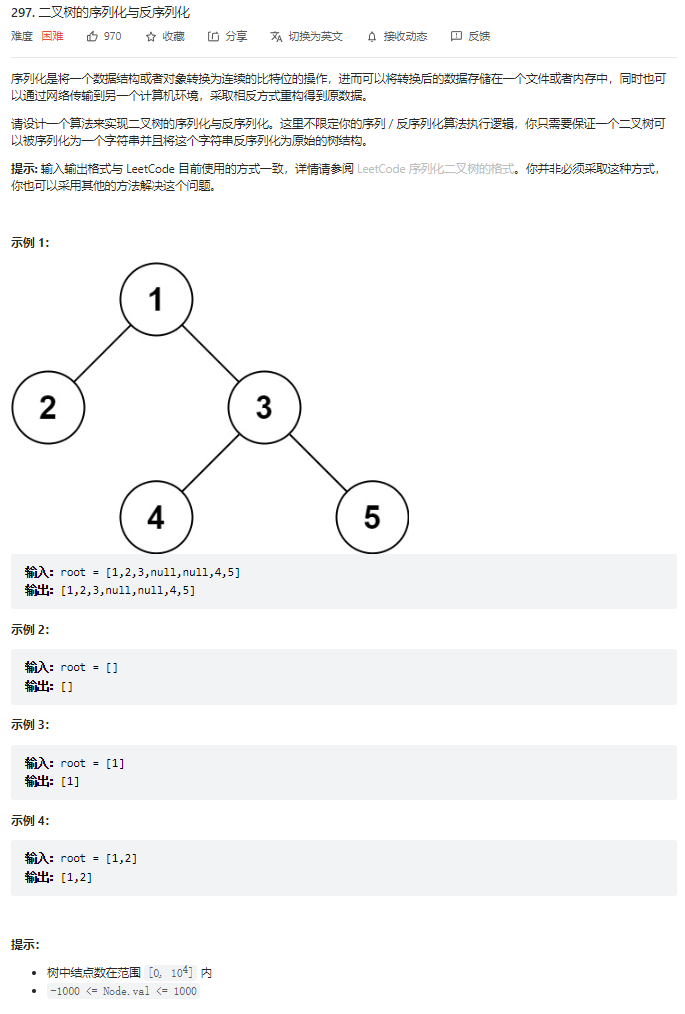 297. 二叉树的序列化与反序列化
难度 困难 970 收藏 分享 切换为英文 接收动态 反馈
序列化是将一个数据结构或者对象转换为连续的比特位的操作，进而可以将转换后的数据存储在一个文件或者内存中，同时也可
以通过网络传输到另一个计算机环境，采取相反方式重构得到原数据。
请设计一个算法来实现二叉树的序列化与反序列化。这里不限定你的序列 / 反序列化算法执行逻辑，你只需要保证一个二叉树可
以被序列化为一个字符串并且将这个字符串反序列化为原始的树结构。
提示: 输入输出格式与 LeetCode 目前使用的方式一致，详情请参阅 LeetCode 序列化二叉树的格式。你并非必须采取这种方式，
你也可以采用其他的方法解决这个问题。
示例 1：
1
2 3
4 5
输入：root = [1,2,3,null,null,4,5]
输出：[1,2,3,null,null,4,5]
示例 2：
输入：root = []
输出：[]
示例 3：
输入：root = [1]
输出：[1]
示例 4：
输入：root = [1,2]
输出：[1,2]
提示：
树中结点数在范围 [0, 10⁴] 内
-1000 <= Node.val <= 1000